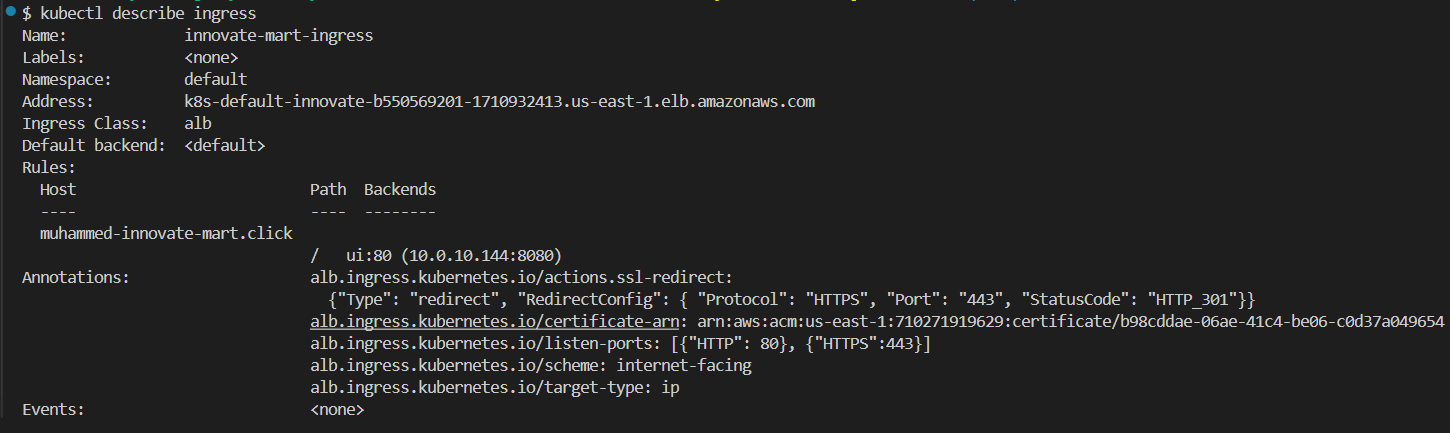 $ kubectl describe ingress
Name:             innovate-mart-ingress
Labels:           <none>
Namespace:        default
Address:          k8s-default-innovate-b550569201-1710932413.us-east-1.elb.amazonaws.com
Ingress Class:    alb
Default backend:  <default>
Rules:
  Host                        Path  Backends
  ----                        ----  --------
  muhammed-innovate-mart.click
                              /   ui:80 (10.0.10.144:8080)
Annotations:                  alb.ingress.kubernetes.io/actions.ssl-redirect:
                                {"Type": "redirect", "RedirectConfig": { "Protocol": "HTTPS", "Port": "443", "StatusCode": "HTTP_301"}}
                              alb.ingress.kubernetes.io/certificate-arn: arn:aws:acm:us-east-1:710271919629:certificate/b98cddae-06ae-41c4-be06-c0d37a049654
                              alb.ingress.kubernetes.io/listen-ports: [{"HTTP": 80}, {"HTTPS":443}]
                              alb.ingress.kubernetes.io/scheme: internet-facing
                              alb.ingress.kubernetes.io/target-type: ip
Events:                       <none>